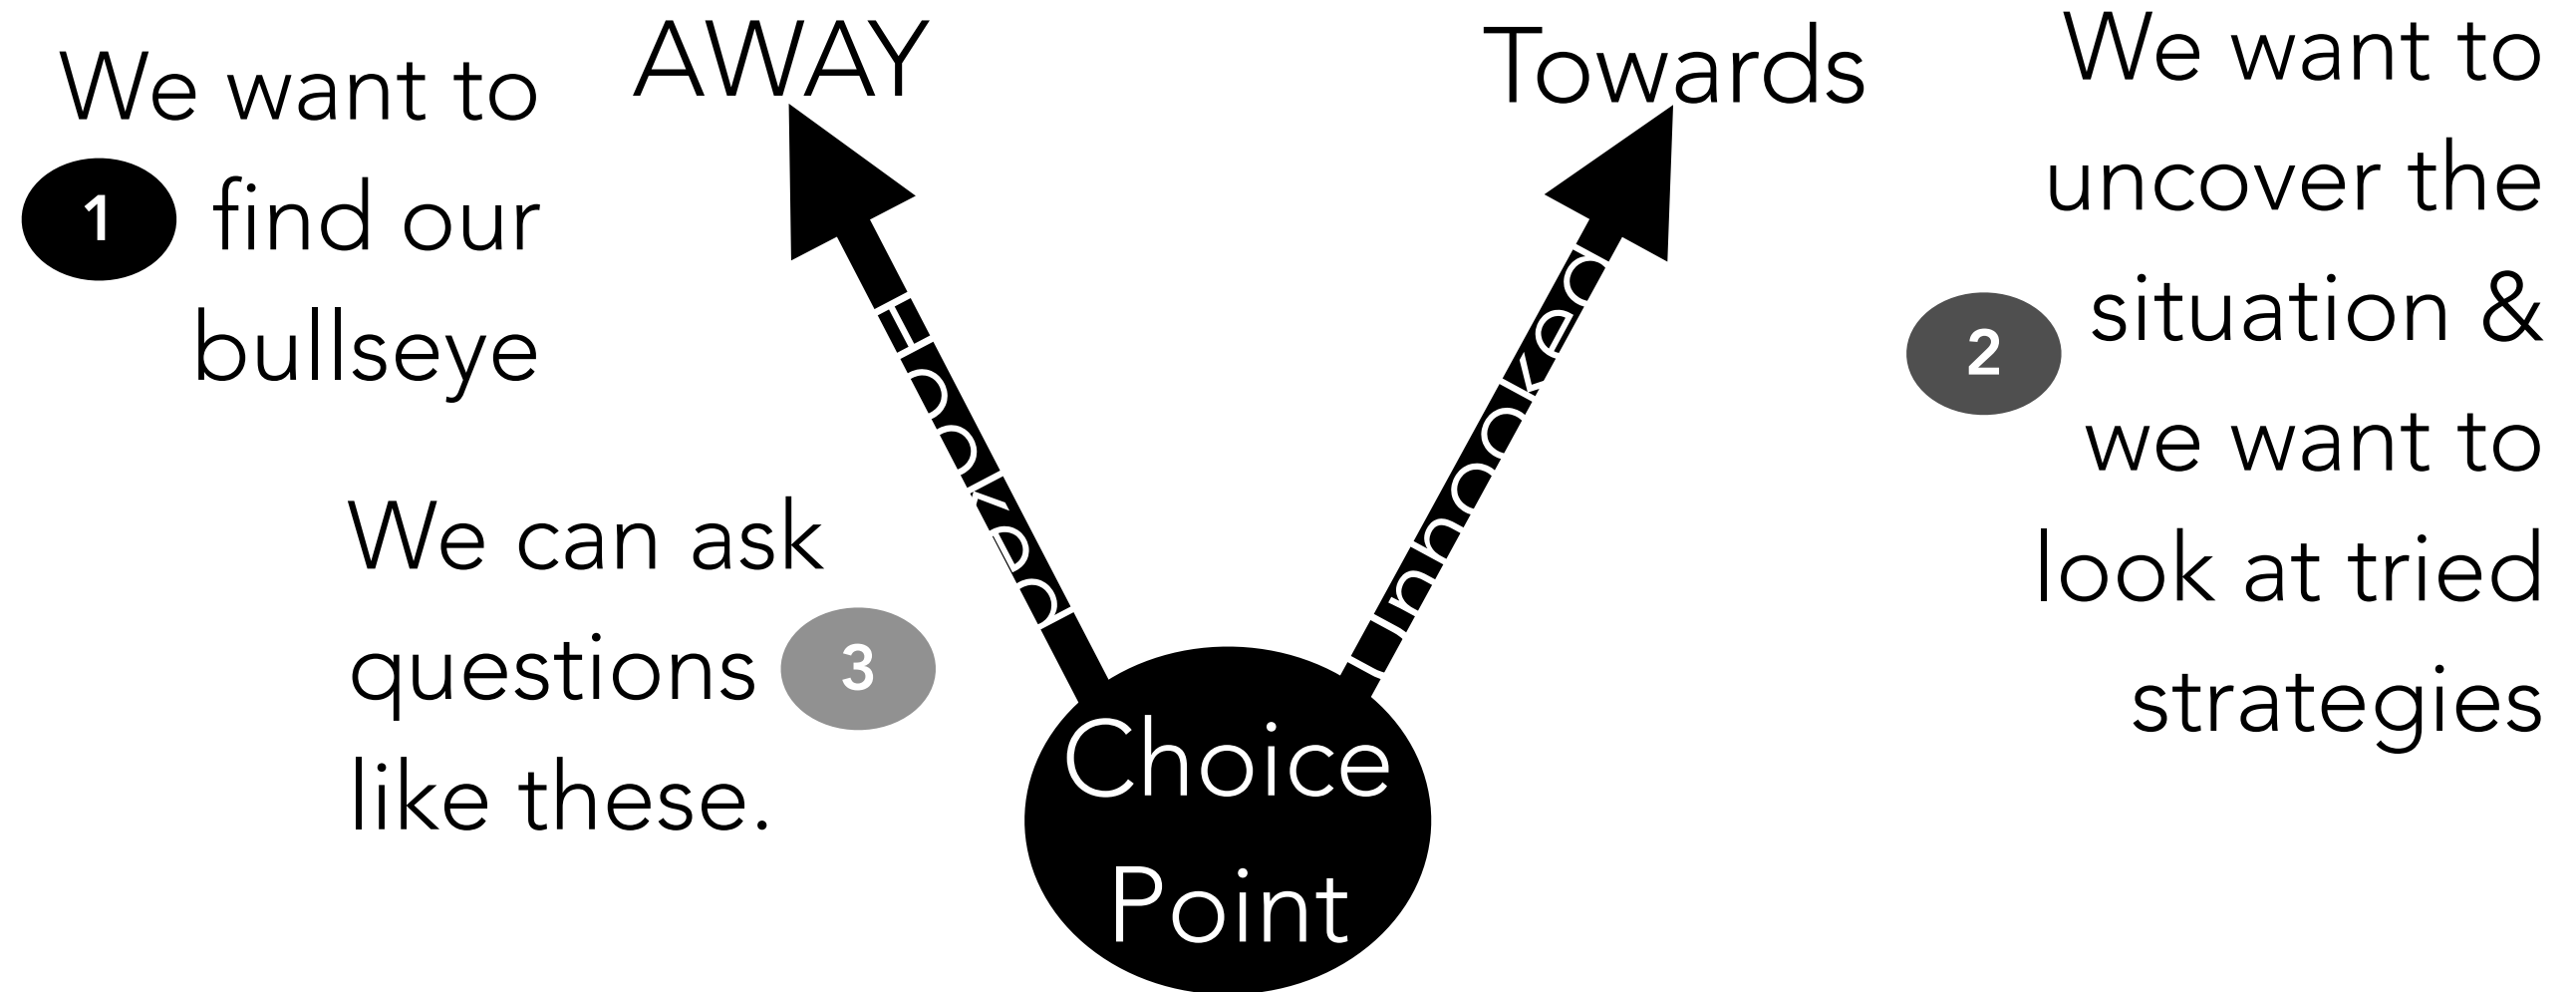 We want to
1 find our
bullseye
AWAY
Towards
We want to
uncover the
situation &
2
we want to
look at tried
strategies
Hooked
Unhooked
We can ask
questions 3
like these.
Choice
Point